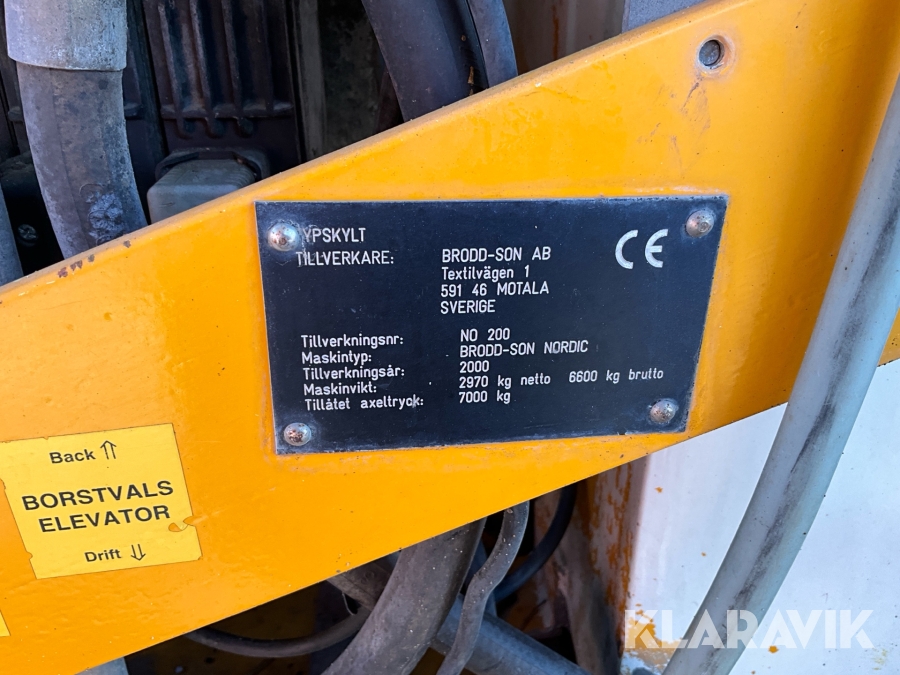 YPSKYLT
TILLVERKARE: BRODD-SON AB
Textilvägen 1
591 46 MOTALA
SVERIGE
CE
Tillverkningsnr: NO 200
Maskintyp: BRODD-SON NORDIC
Tillverkningsår: 2000
Maskinvikt: 2970 kg netto 6600 kg brutto
Tillåtet axeltryck: 7000 kg
Back ⇑
BORSTVALS
ELEVATOR
Drift ⇓
KLARAVIK